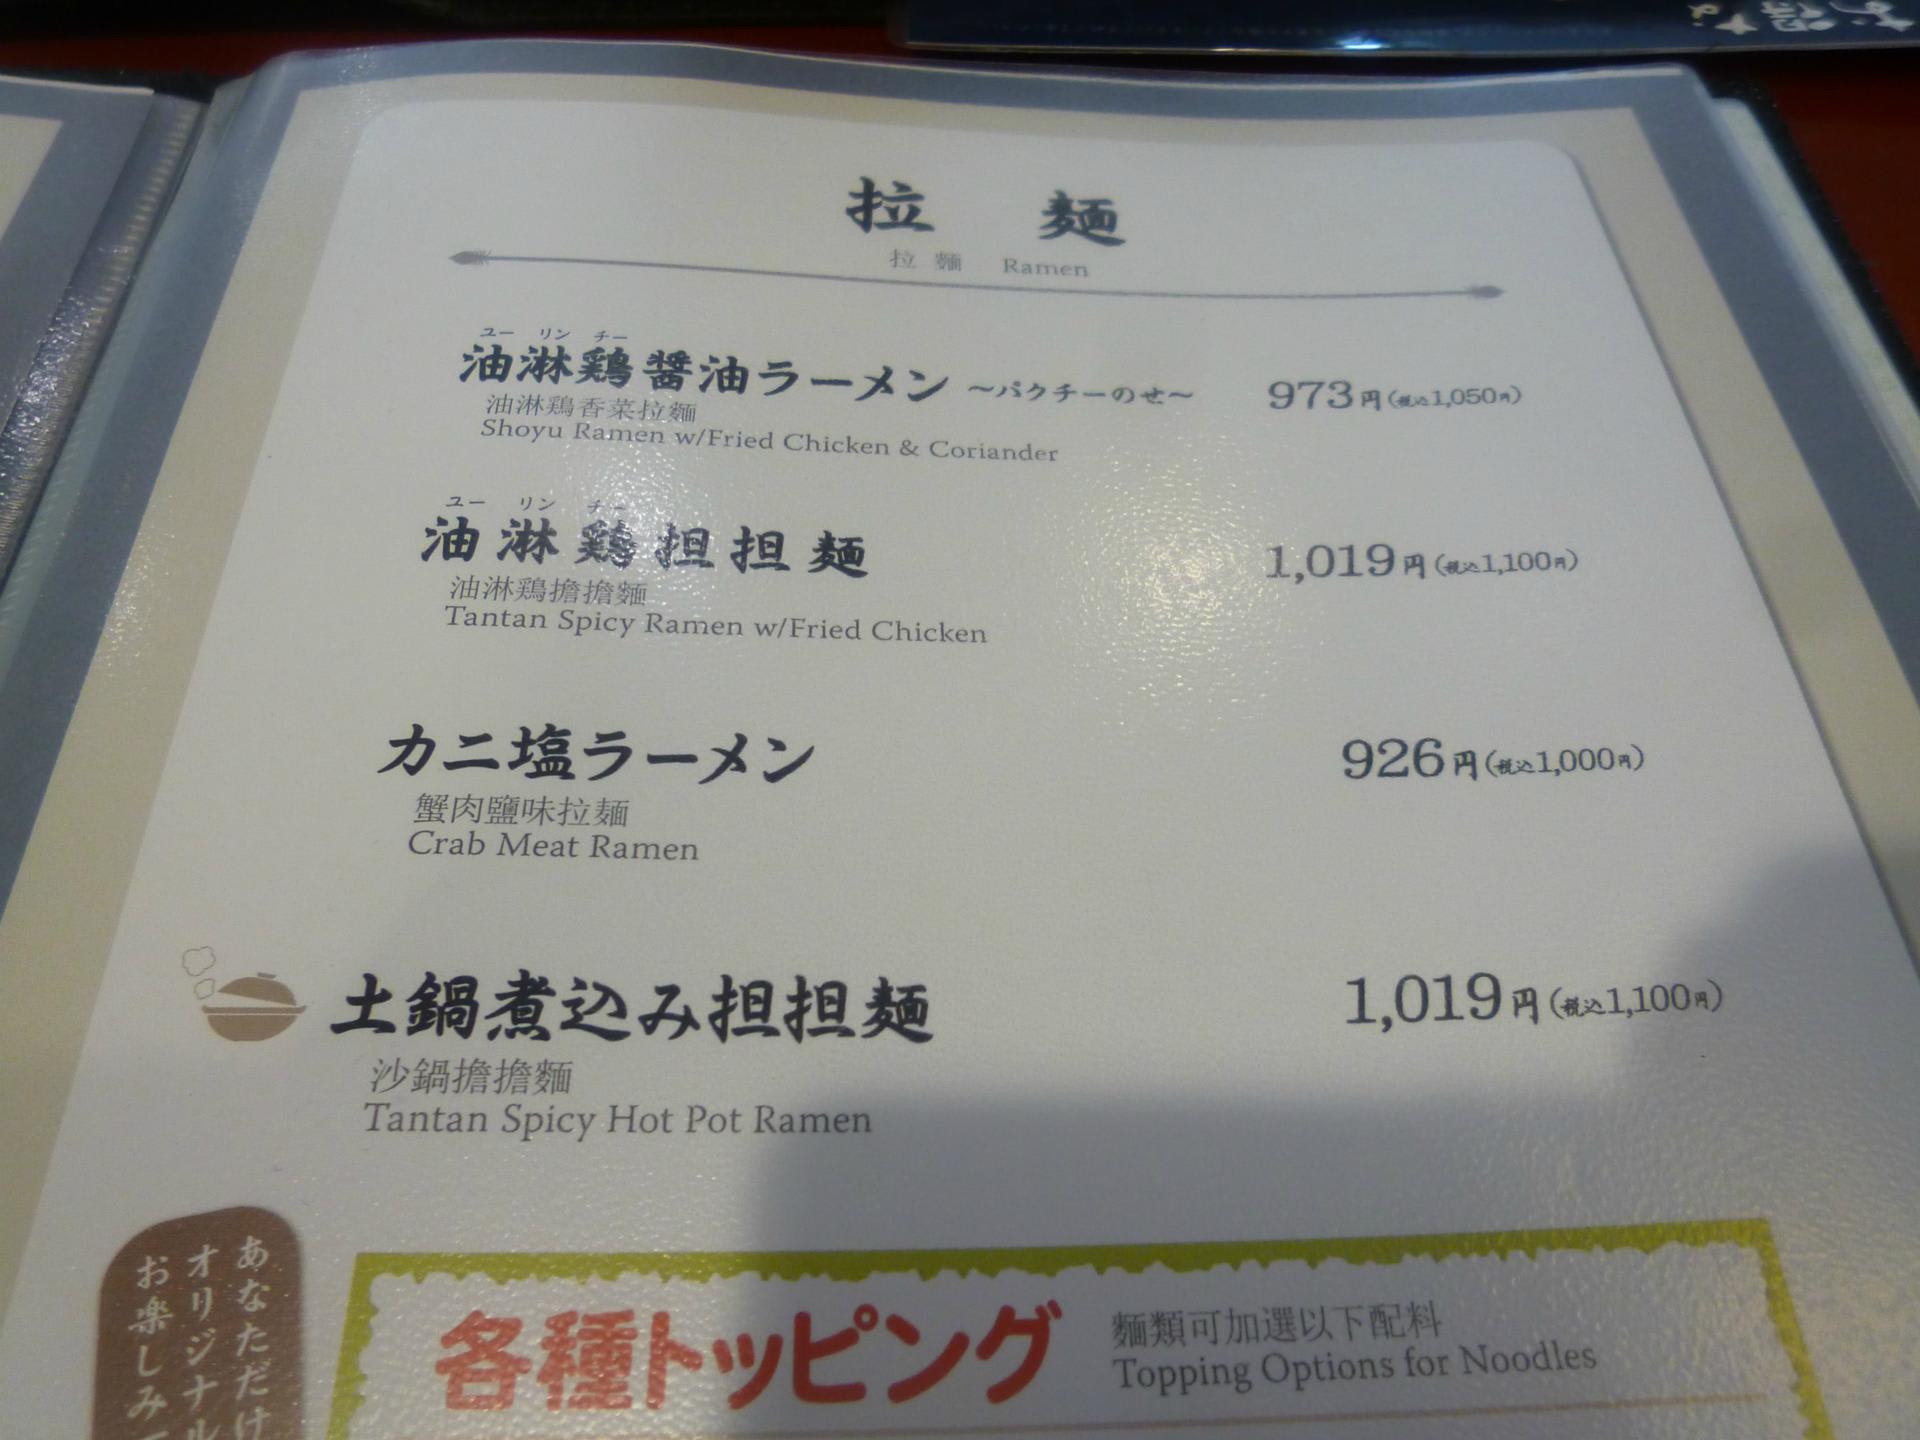 拉麺
拉麵 Ramen
ユー リン チー
油淋鶏醤油ラーメン ～パクチーのせ～ 973円(税込1,050円)
油淋鶏香菜拉麵
Shoyu Ramen w/Fried Chicken & Coriander
ユー リン チー
油淋鶏担担麺 1,019円(税込1,100円)
油淋鶏擔擔麵
Tantan Spicy Ramen w/Fried Chicken
カニ塩ラーメン 926円(税込1,000円)
蟹肉鹽味拉麵
Crab Meat Ramen
土鍋煮込み担担麺 1,019円(税込1,100円)
沙鍋擔擔麵
Tantan Spicy Hot Pot Ramen
あなただけ
オリジナル
お楽しみ
各種トッピング
麵類可加選以下配料
Topping Options for Noodles